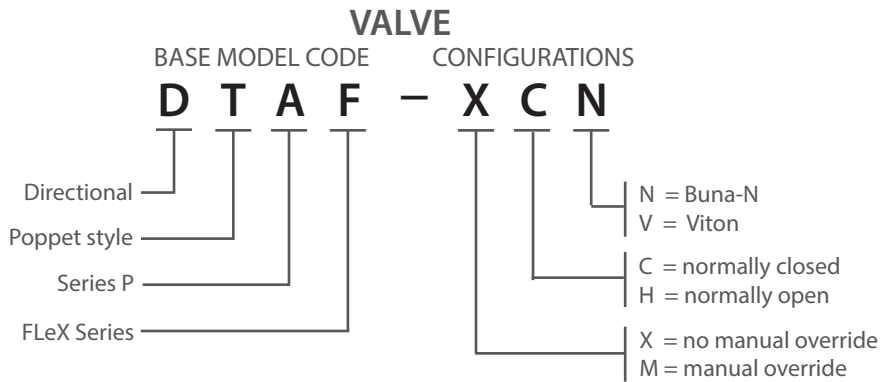 VALVE
BASE MODEL CODE CONFIGURATIONS
D T A F – X C N
Directional
Poppet style
Series P
FLeX Series
N = Buna-N
V = Viton
C = normally closed
H = normally open
X = no manual override
M = manual override